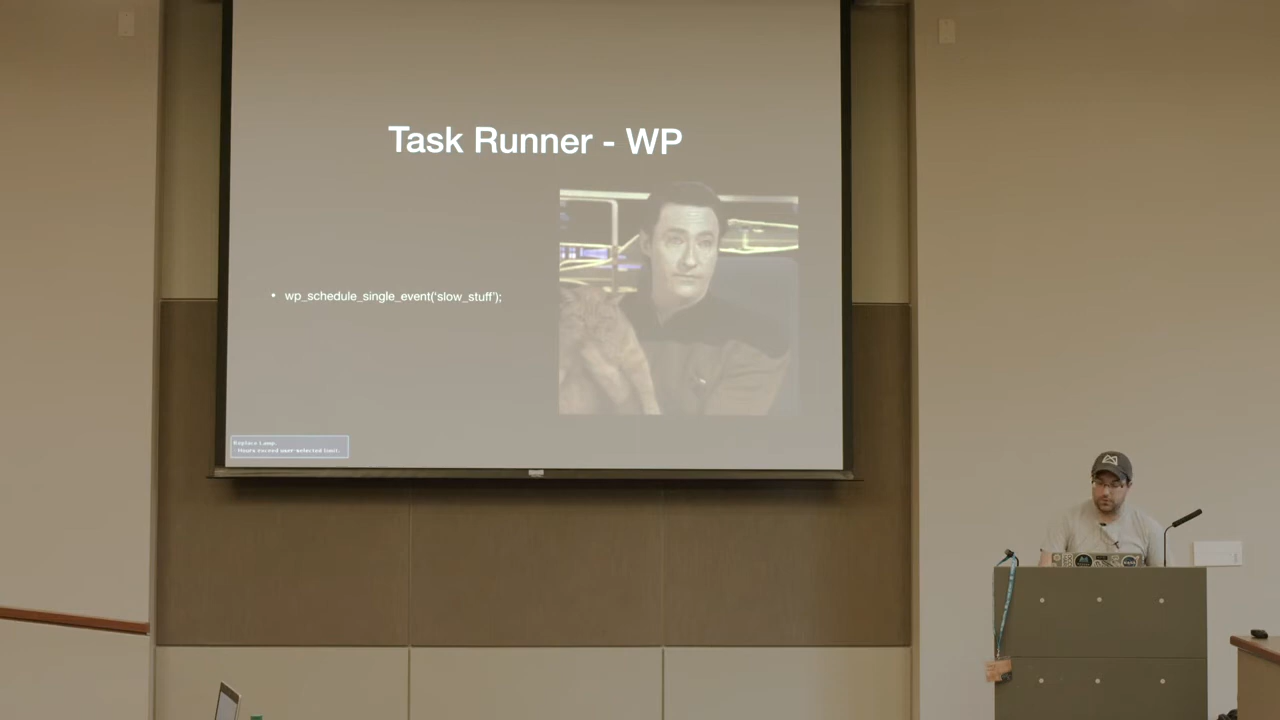 Task Runner - WP
• wp_schedule_single_event(‘slow_stuff’);
Replace Lamp.
- Hours exceed user-selected limit.